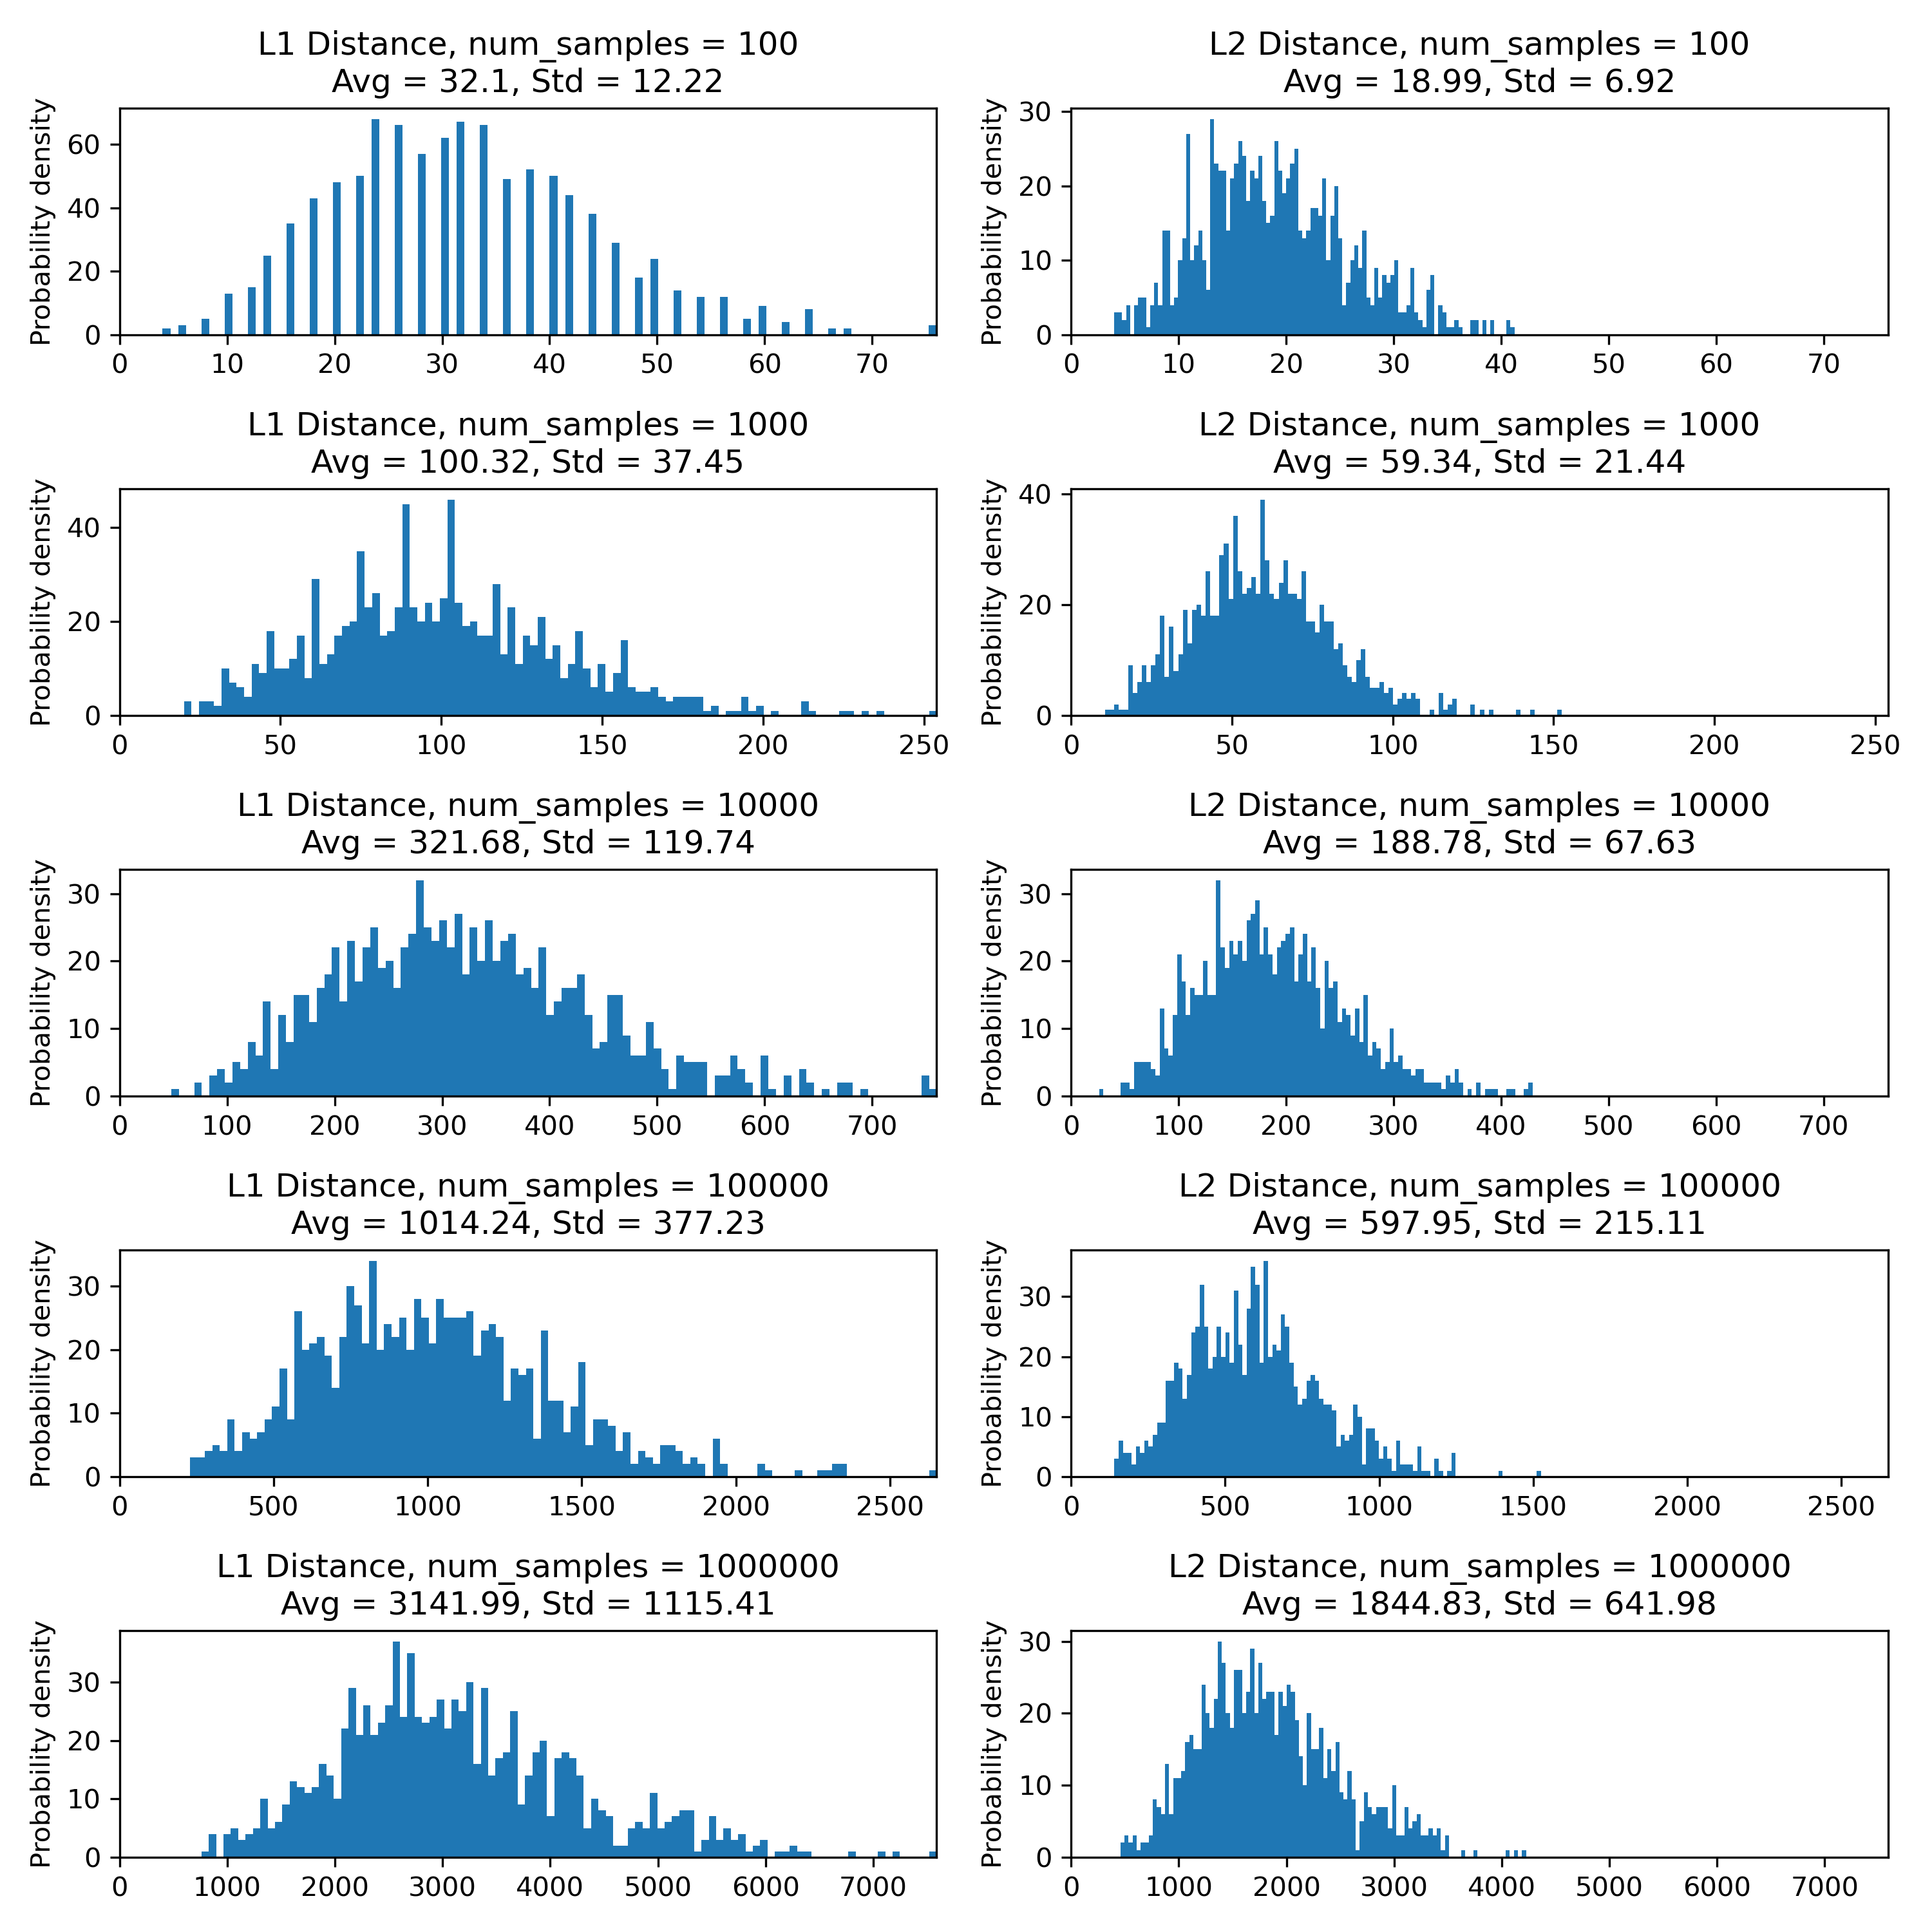 L1 Distance, num_samples = 100
Avg = 32.1, Std = 12.22
Probability density
60
40
20
0
0 10 20 30 40 50 60 70
L2 Distance, num_samples = 100
Avg = 18.99, Std = 6.92
Probability density
30
20
10
0
0 10 20 30 40 50 60 70
L1 Distance, num_samples = 1000
Avg = 100.32, Std = 37.45
Probability density
40
20
0
0 50 100 150 200 250
L2 Distance, num_samples = 1000
Avg = 59.34, Std = 21.44
Probability density
40
20
0
0 50 100 150 200 250
L1 Distance, num_samples = 10000
Avg = 321.68, Std = 119.74
Probability density
30
20
10
0
0 100 200 300 400 500 600 700
L2 Distance, num_samples = 10000
Avg = 188.78, Std = 67.63
Probability density
30
20
10
0
0 100 200 300 400 500 600 700
L1 Distance, num_samples = 100000
Avg = 1014.24, Std = 377.23
Probability density
30
20
10
0
0 500 1000 1500 2000 2500
L2 Distance, num_samples = 100000
Avg = 597.95, Std = 215.11
Probability density
30
20
10
0
0 500 1000 1500 2000 2500
L1 Distance, num_samples = 1000000
Avg = 3141.99, Std = 1115.41
Probability density
30
20
10
0
0 1000 2000 3000 4000 5000 6000 7000
L2 Distance, num_samples = 1000000
Avg = 1844.83, Std = 641.98
Probability density
30
20
10
0
0 1000 2000 3000 4000 5000 6000 7000